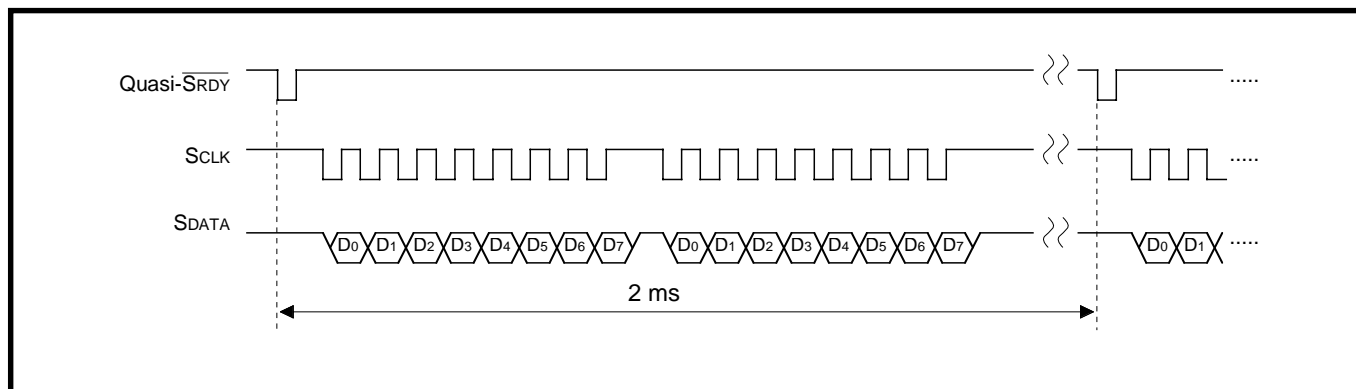 Quasi-SRDY
.....
SCLK
.....
SDATA
D0 D1 D2 D3 D4 D5 D6 D7 D0 D1 D2 D3 D4 D5 D6 D7 D0 D1 .....
2 ms